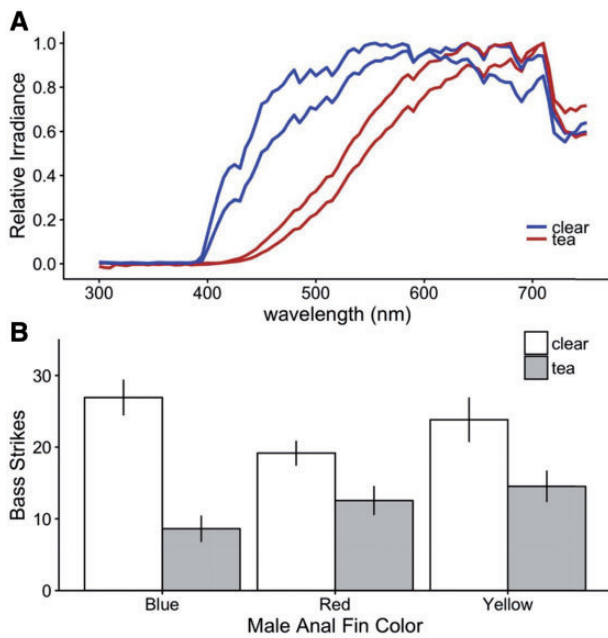 A
Relative Irradiance
1.0
0.8
0.6
0.4
0.2
0.0
clear
tea
300 400 500 600 700
wavelength (nm)
B
Bass Strikes
30
20
10
0
clear
tea
Blue Red Yellow
Male Anal Fin Color